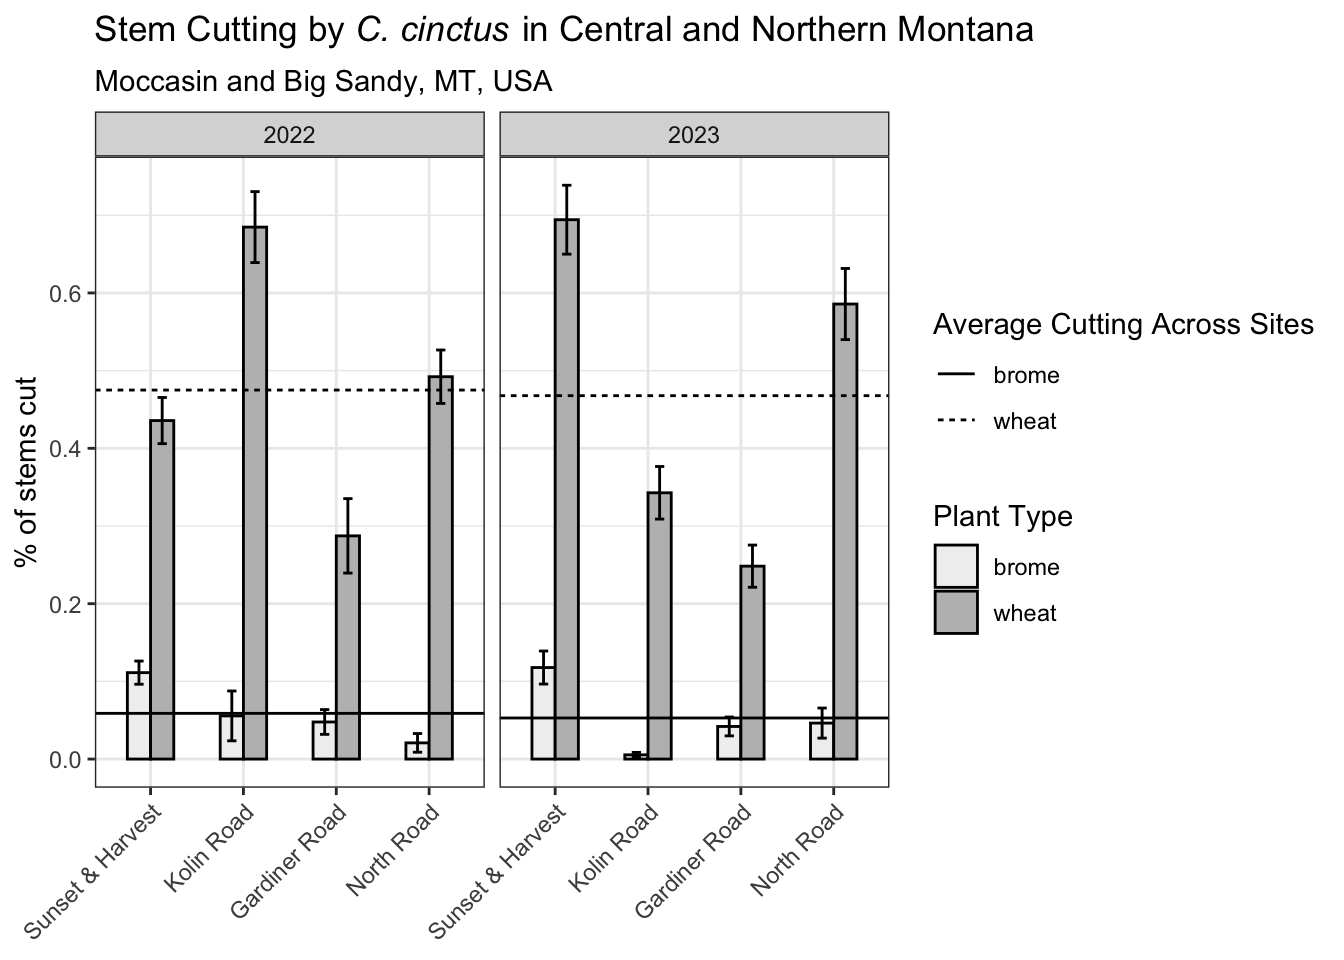 Stem Cutting by C. cinctus in Central and Northern Montana
Moccasin and Big Sandy, MT, USA
2022
2023
% of stems cut
0.6
0.4
0.2
0.0
Sunset & Harvest
Kolin Road
Gardiner Road
North Road
Sunset & Harvest
Kolin Road
Gardiner Road
North Road
Average Cutting Across Sites
brome
wheat
Plant Type
brome
wheat